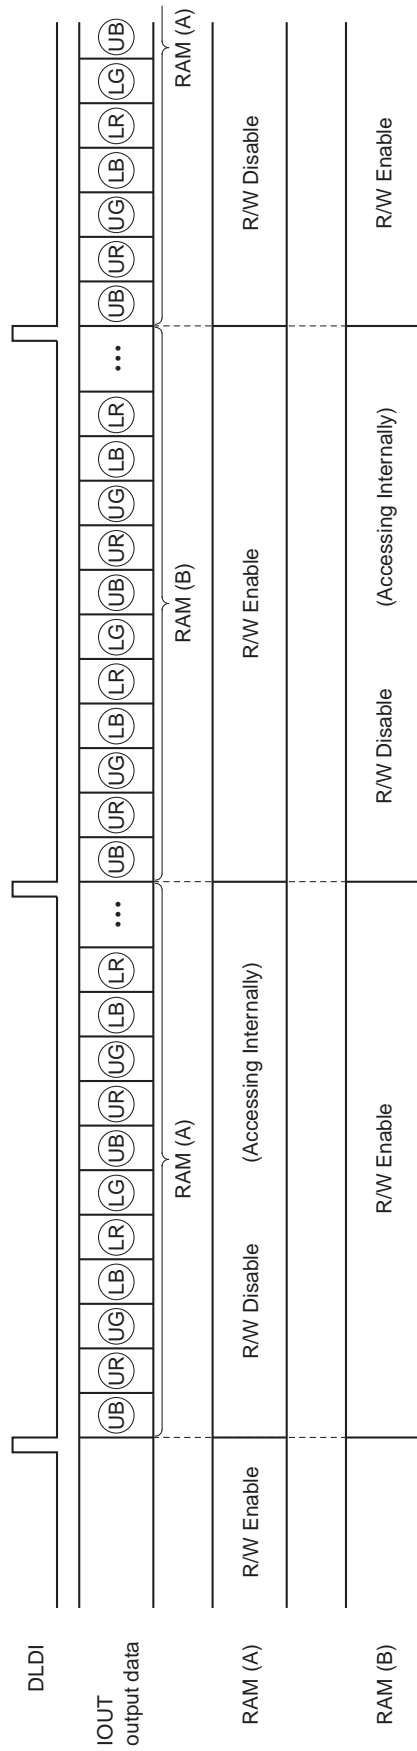 DLDI
IOUT
output data
UB UR UG LB LR LG UB UR UG LB LR ... UB UR UG LB LR LG UB UR UG LB LR ... UB UR UG LB LR LG UB
RAM (A) RAM (B) RAM (A)
RAM (A) R/W Enable R/W Disable (Accessing Internally) R/W Enable R/W Disable
RAM (B) R/W Enable R/W Disable (Accessing Internally) R/W Enable